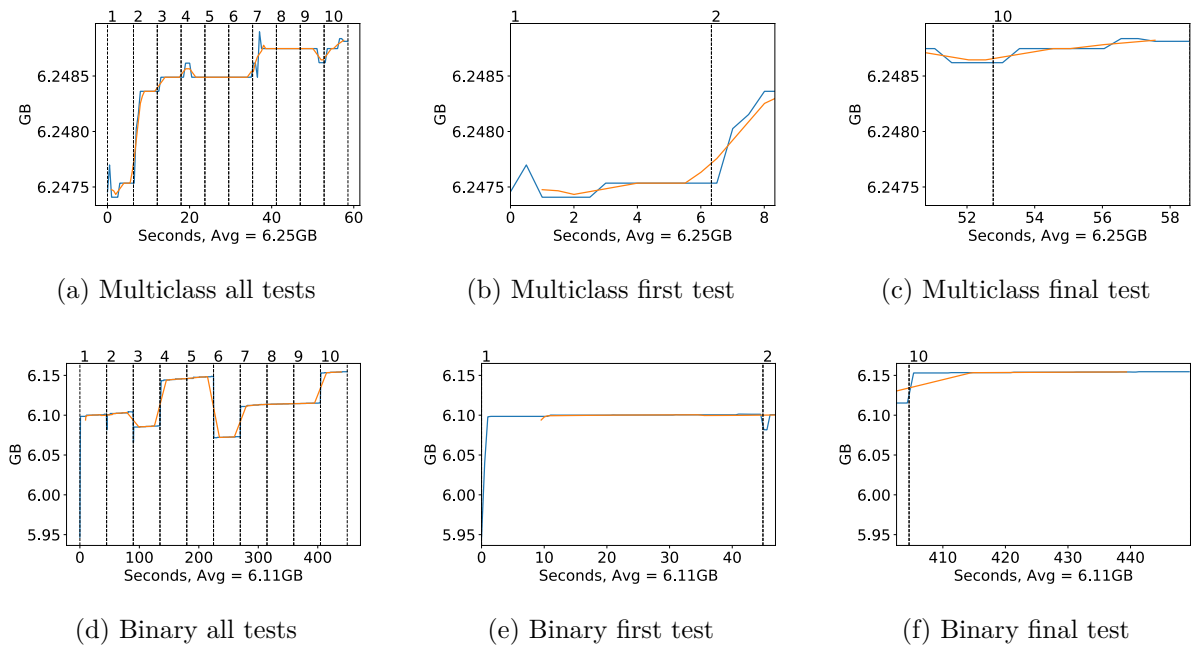 1 2 3 4 5 6 7 8 9 10
6.2485
6.2480
6.2475
GB
0 20 40 60
Seconds, Avg = 6.25GB
(a) Multiclass all tests
1 2
6.2485
6.2480
6.2475
GB
0 2 4 6 8
Seconds, Avg = 6.25GB
(b) Multiclass first test
10
6.2485
6.2480
6.2475
GB
52 54 56 58
Seconds, Avg = 6.25GB
(c) Multiclass final test
1 2 3 4 5 6 7 8 9 10
6.15
6.10
6.05
6.00
5.95
GB
0 100 200 300 400
Seconds, Avg = 6.11GB
(d) Binary all tests
1 2
6.15
6.10
6.05
6.00
5.95
GB
0 10 20 30 40
Seconds, Avg = 6.11GB
(e) Binary first test
10
6.15
6.10
6.05
6.00
5.95
GB
410 420 430 440
Seconds, Avg = 6.11GB
(f) Binary final test